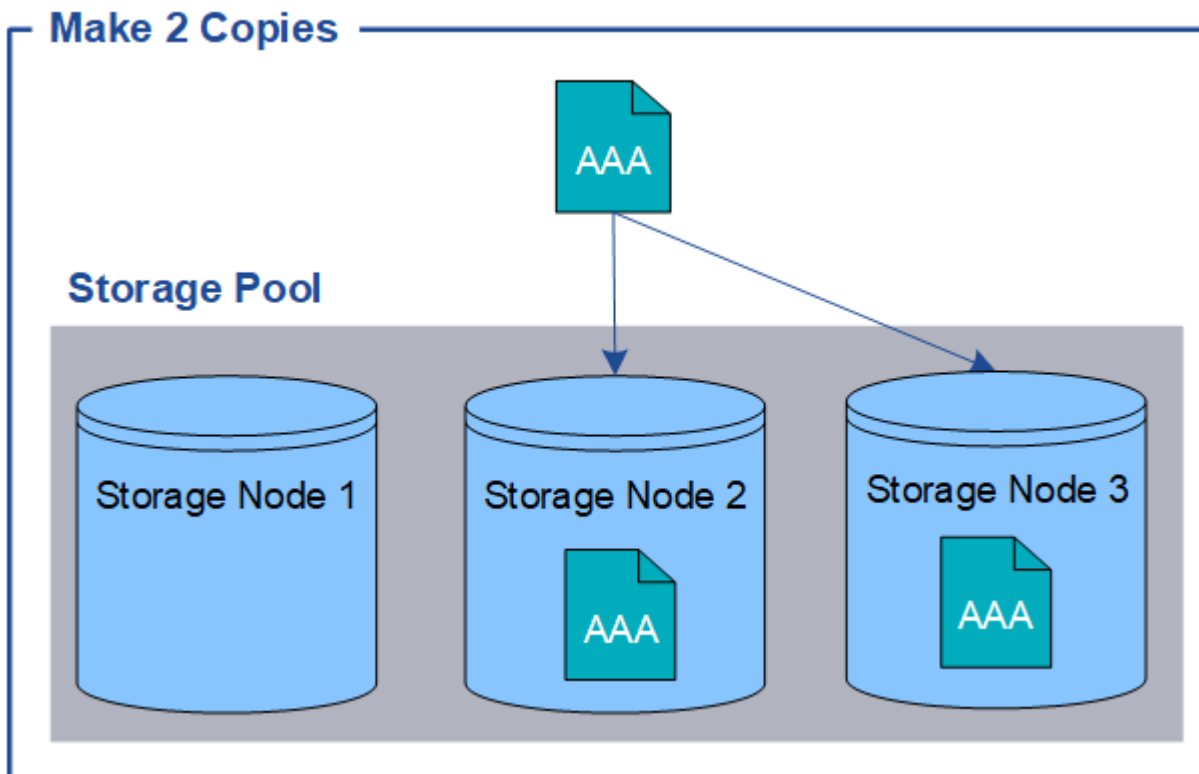 Make 2 Copies
AAA
Storage Pool
Storage Node 1
Storage Node 2
Storage Node 3
AAA
AAA